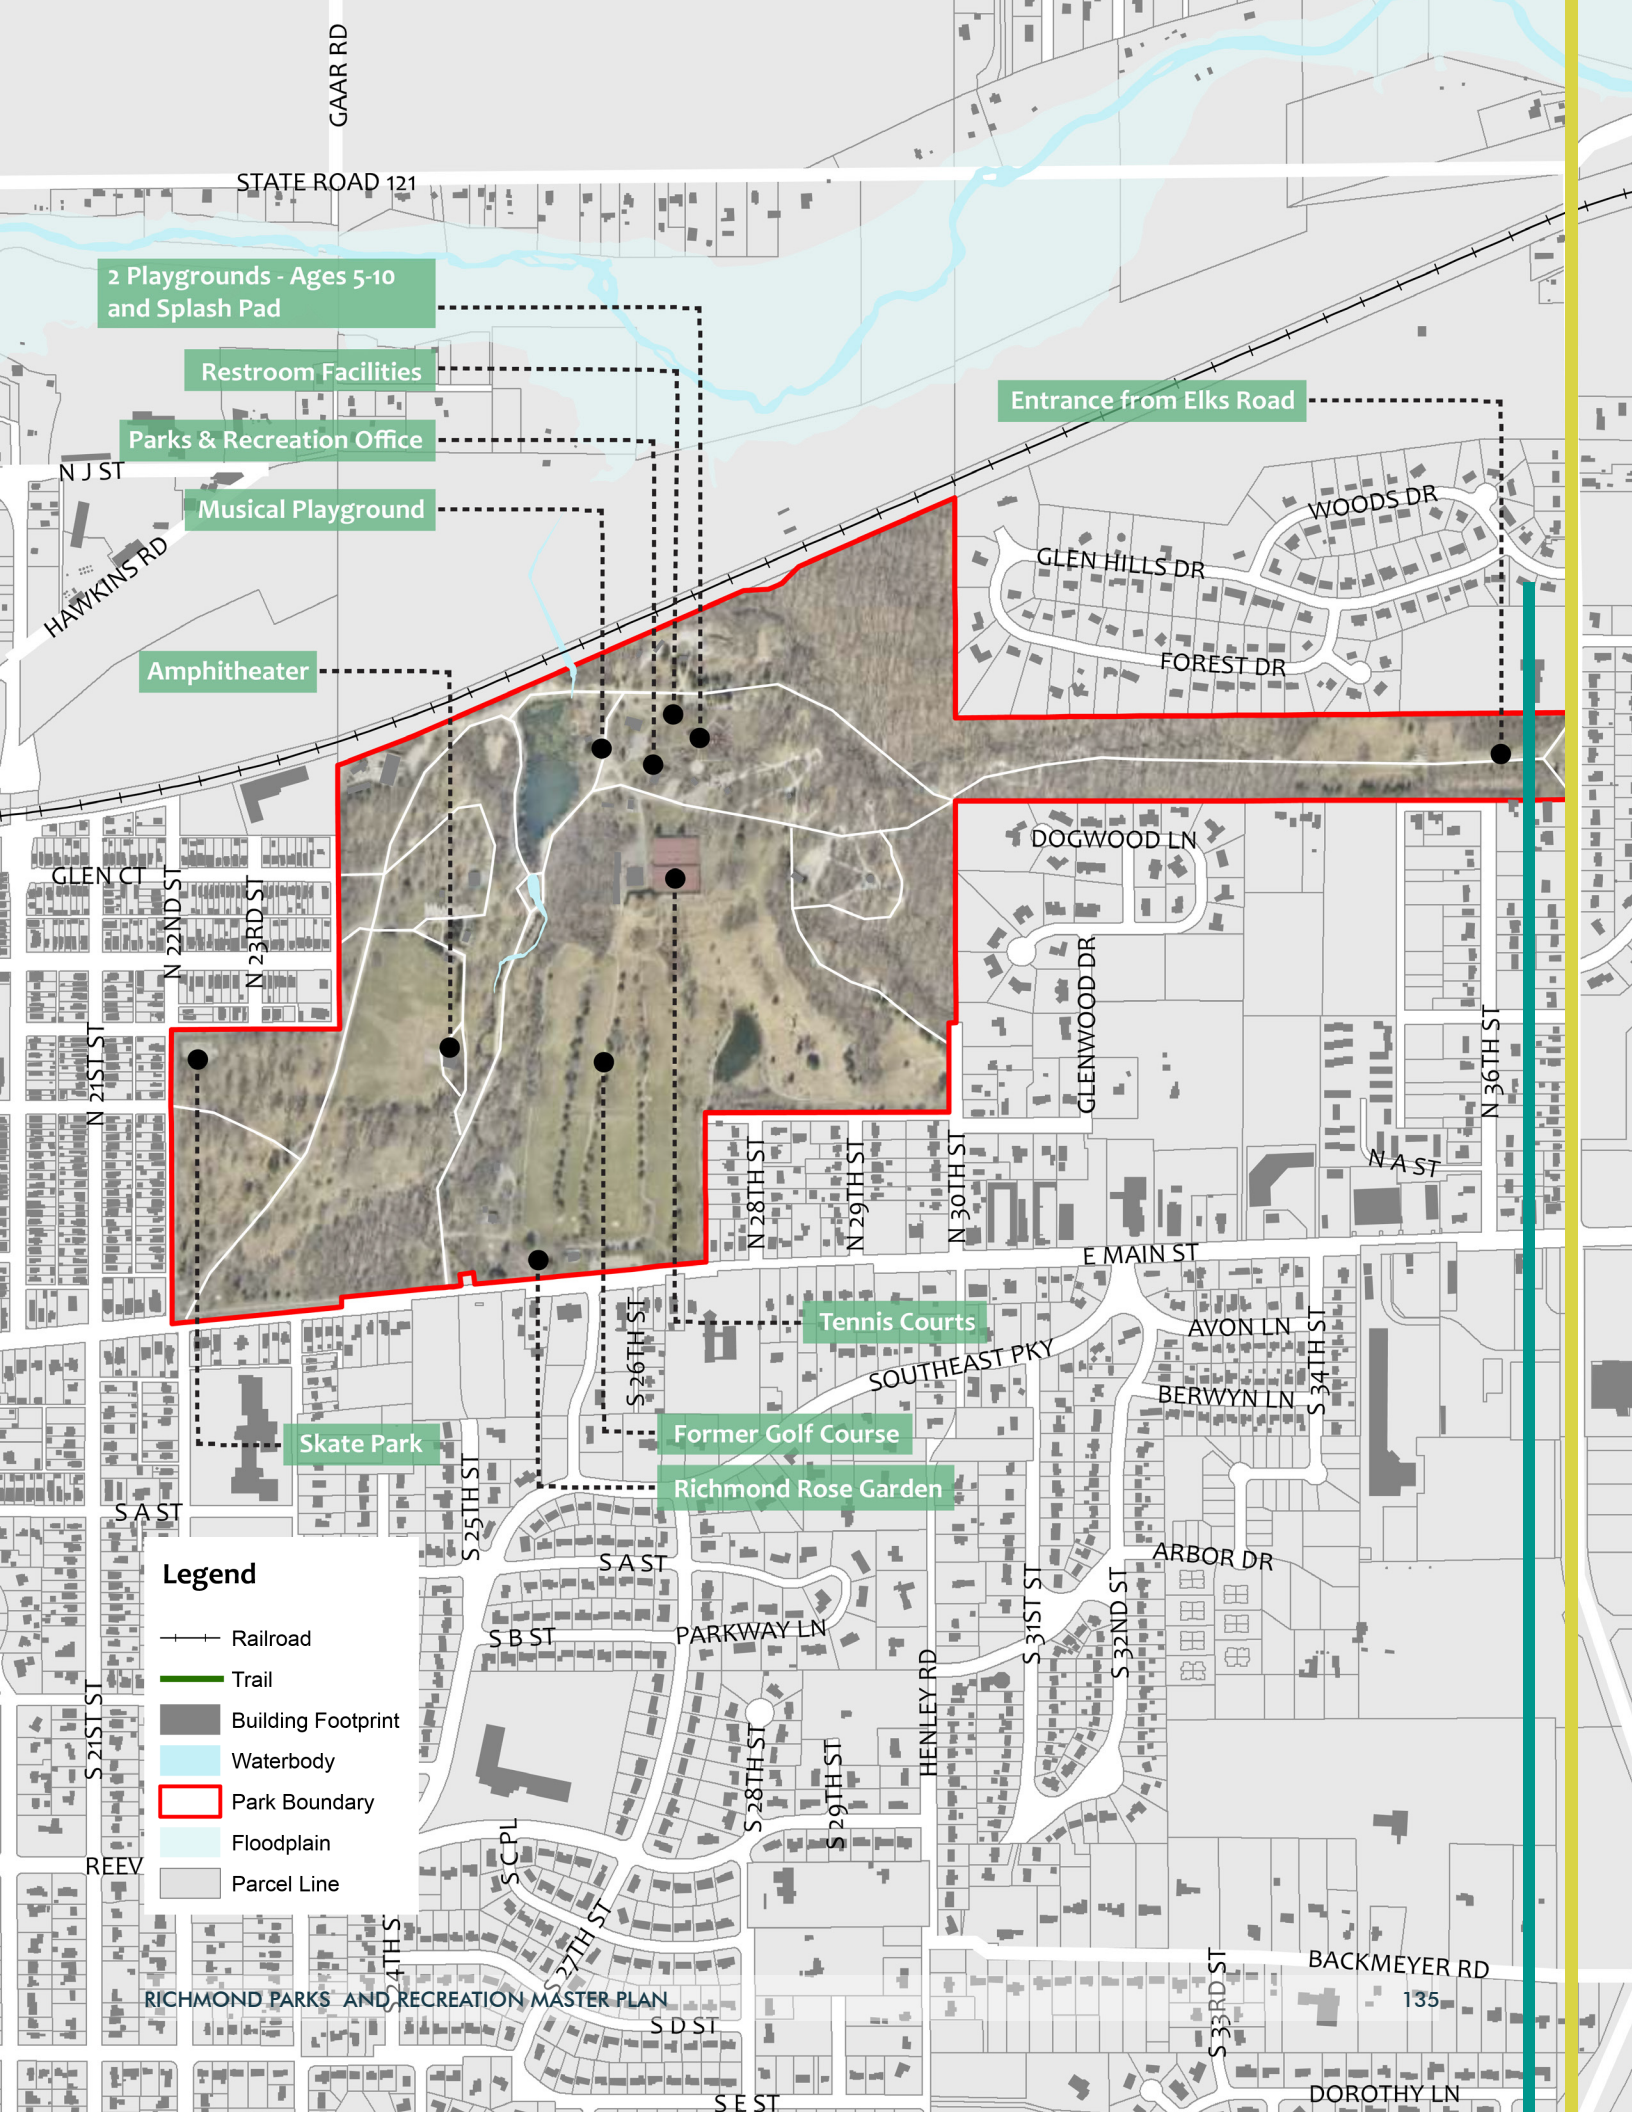 GAAR RD
STATE ROAD 121
2 Playgrounds - Ages 5-10
and Splash Pad
Restroom Facilities
Entrance from Elks Road
Parks & Recreation Office
N J ST
Musical Playground
WOODS DR
GLEN HILLS DR
HAWKINS RD
Amphitheater
FOREST DR
DOGWOOD LN
GLEN CT
N 22ND ST
N 23RD ST
GLENWOOD DR
N 21ST ST
N 36TH ST
N 28TH ST
N 29TH ST
N 30TH ST
N A ST
E MAIN ST
Tennis Courts
AVON LN
S 26TH ST
SOUTHEAST PKY
S 34TH ST
BERWYN LN
Skate Park
Former Golf Course
Richmond Rose Garden
S 25TH ST
S A ST
S A ST
ARBOR DR
Legend
Railroad
Trail
Building Footprint
Waterbody
Park Boundary
Floodplain
Parcel Line
S B ST
PARKWAY LN
S 31ST ST
S 32ND ST
HENLEY RD
S 21ST ST
S 28TH ST
S 29TH ST
S C PL
REEV
S 27TH ST
S 24TH S
BACKMEYER RD
S 33RD ST
RICHMOND PARKS AND RECREATION MASTER PLAN
135
S D ST
DOROTHY LN
S E ST